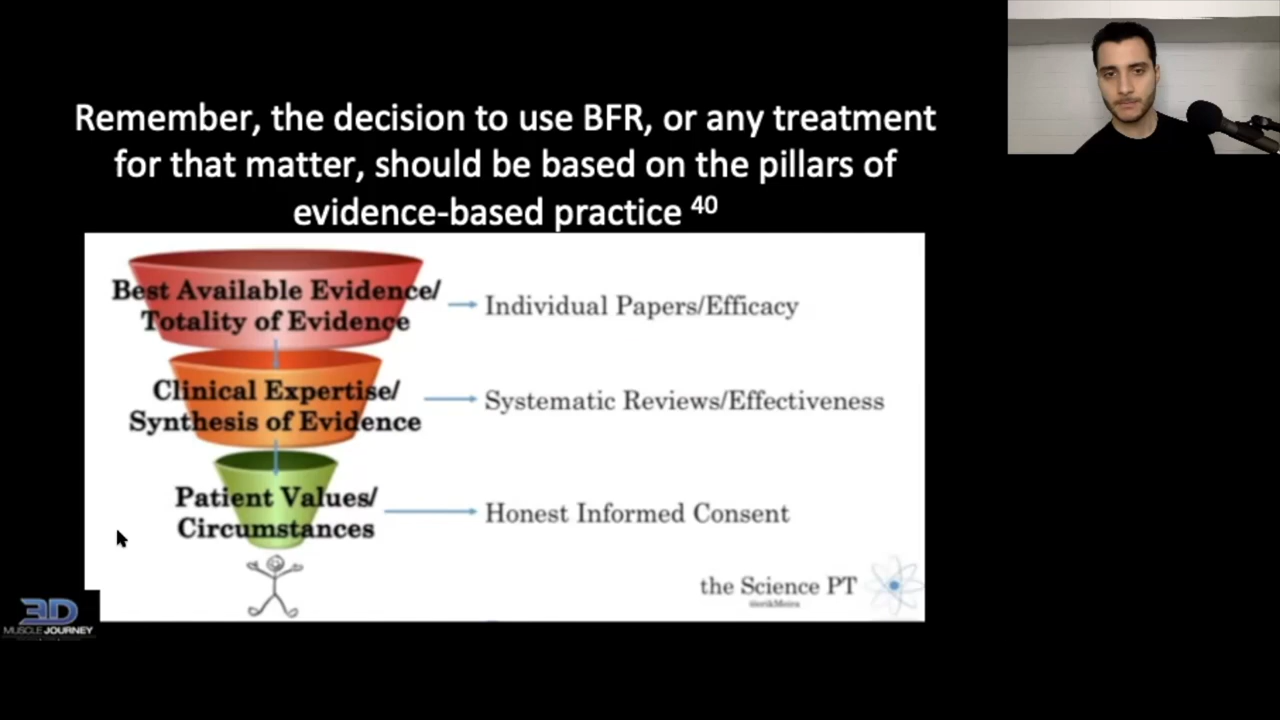 Remember, the decision to use BFR, or any treatment
for that matter, should be based on the pillars of
evidence-based practice 40
Best Available Evidence/
Totality of Evidence
Individual Papers/Efficacy
Clinical Expertise/
Synthesis of Evidence
Systematic Reviews/Effectiveness
Patient Values/
Circumstances
Honest Informed Consent
the Science PT
3D
MUSCLE JOURNEY